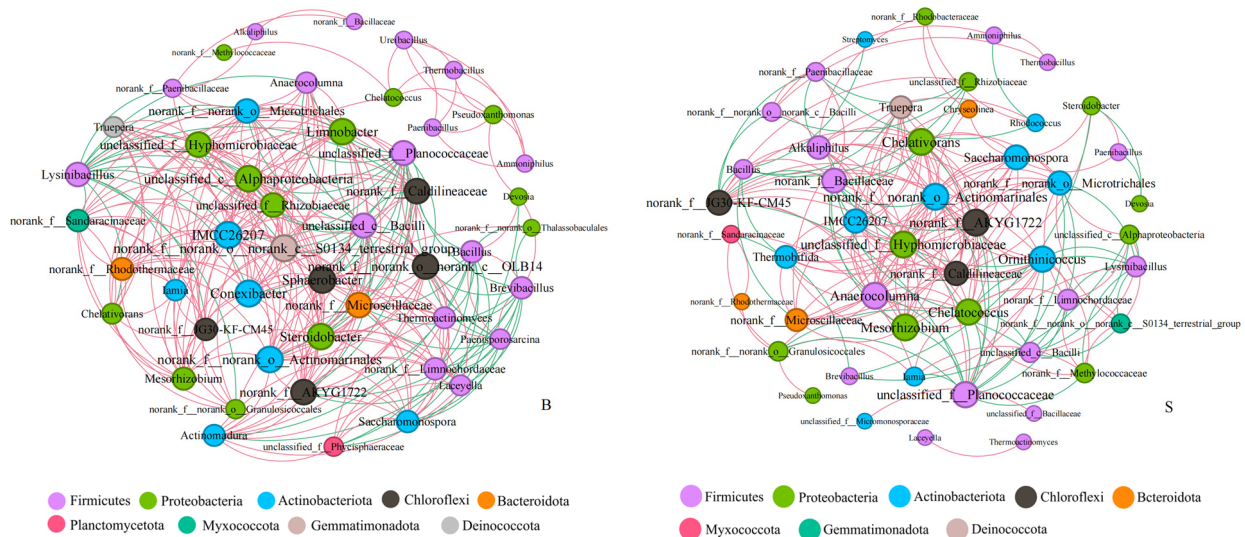 norank_f__Bacillaceae
Alkaliphilus
Ureibacillus
norank_f__Methylococcaceae
Thermobacillus
Anaerocolumna
norank_f__Paenibacillaceae
Chelatococcus
norank_f__norank_o__Microtrichales
Pseudoxanthomonas
Truepera
Limnobacter
Paenibacillus
unclassified_f__Hyphomicrobiaceae
unclassified_f__Planococcaceae
Ammoniphilus
Lysinibacillus
unclassified_c__Alphaproteobacteria
norank_f__Caldilineaceae
Devosia
unclassified_f__Rhizobiaceae
norank_f__Sandaracinaceae
unclassified_c__Bacilli
norank_f__norank_o__Thalassobaculales
IMCC26207
norank_f__norank_o__norank_c__S0134_terrestrial_group
Bacillus
norank_f__Rhodothermaceae
norank_f__norank_o__norank_c__OLB14
Sphaerobacter
Iamia
Conexibacter
Brevibacillus
norank_f__Microseillaceae
Chelativorans
Thermoactinomyces
norank_f__JG30-KF-CM45
Steroidobacter
Paenisporosarcina
norank_f__norank_o__Actinomarinales
norank_f__Limnochordaceae
Mesorhizobium
Laceyella
norank_f__AKYG1722
norank_f__norank_o__Granulosicoccales
Saccharomonospora
Actinomadura
unclassified_f__Phycisphaeraceae
B
Firmicutes
Proteobacteria
Actinobacteriota
Chloroflexi
Bacteroidota
Planctomycetota
Myxococcota
Gemmatimonadota
Deinococcota
norank_f__Rhodobacteraceae
Streptomyces
Ammoniphilus
Thermobacillus
norank_f__Paenibacillaceae
unclassified_f__Rhizobiaceae
Truepera
Chryseolinea
Steroidobacter
norank_f__norank_o__norank_c__Bacilli
Rhodococcus
Chelativorans
Alkaliphilus
Saccharomonospora
Paenibacillus
Bacillus
norank_f__Bacillaceae
norank_f__norank_o__Microtrichales
norank_f__JG30-KF-CM45
norank_f__norank_o__Actinomarinales
Devosia
IMCC26207
norank_f__AKYG1722
norank_f__Sandaracinaceae
unclassified_c__Alphaproteobacteria
unclassified_f__Hyphomicrobiaceae
Thermobifida
Ornithinicoccus
Lysinibacillus
norank_f__Caldilineaceae
Anaerocolumna
norank_f__Limnochordaceae
norank_f__Rhodothermaceae
Chelatococcus
norank_f__Microseillaceae
Mesorhizobium
norank_f__norank_o__norank_c__S0134_terrestrial_group
norank_f__norank_o__Granulosicoccales
unclassified_c__Bacilli
norank_f__Methylococcaceae
Brevibacillus
Iamia
Pseudoxanthomonas
unclassified_f__Planococcaceae
unclassified_f__Bacillaceae
unclassified_f__Micromonosporaceae
Laceyella
Thermoactinomyces
S
Firmicutes
Proteobacteria
Actinobacteriota
Chloroflexi
Bcteroidota
Myxococcota
Gemmatimonadota
Deinococcota